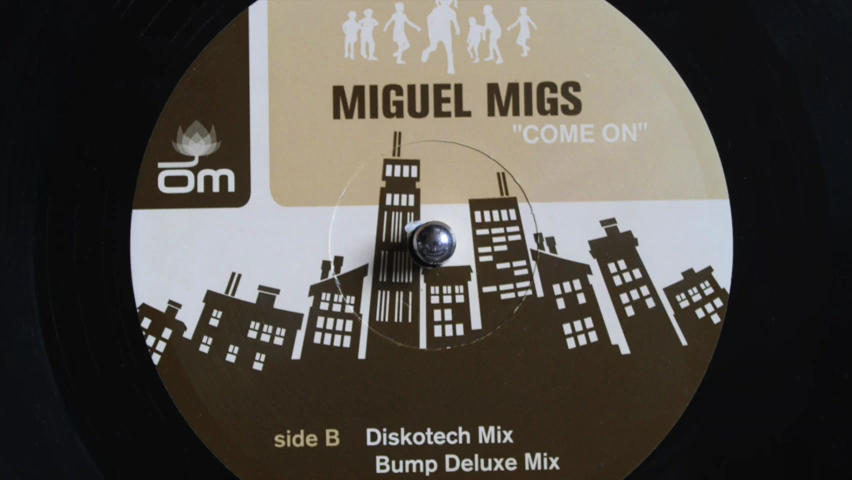 MIGUEL MIGS
"COME ON"
om
side B Diskotech Mix
Bump Deluxe Mix